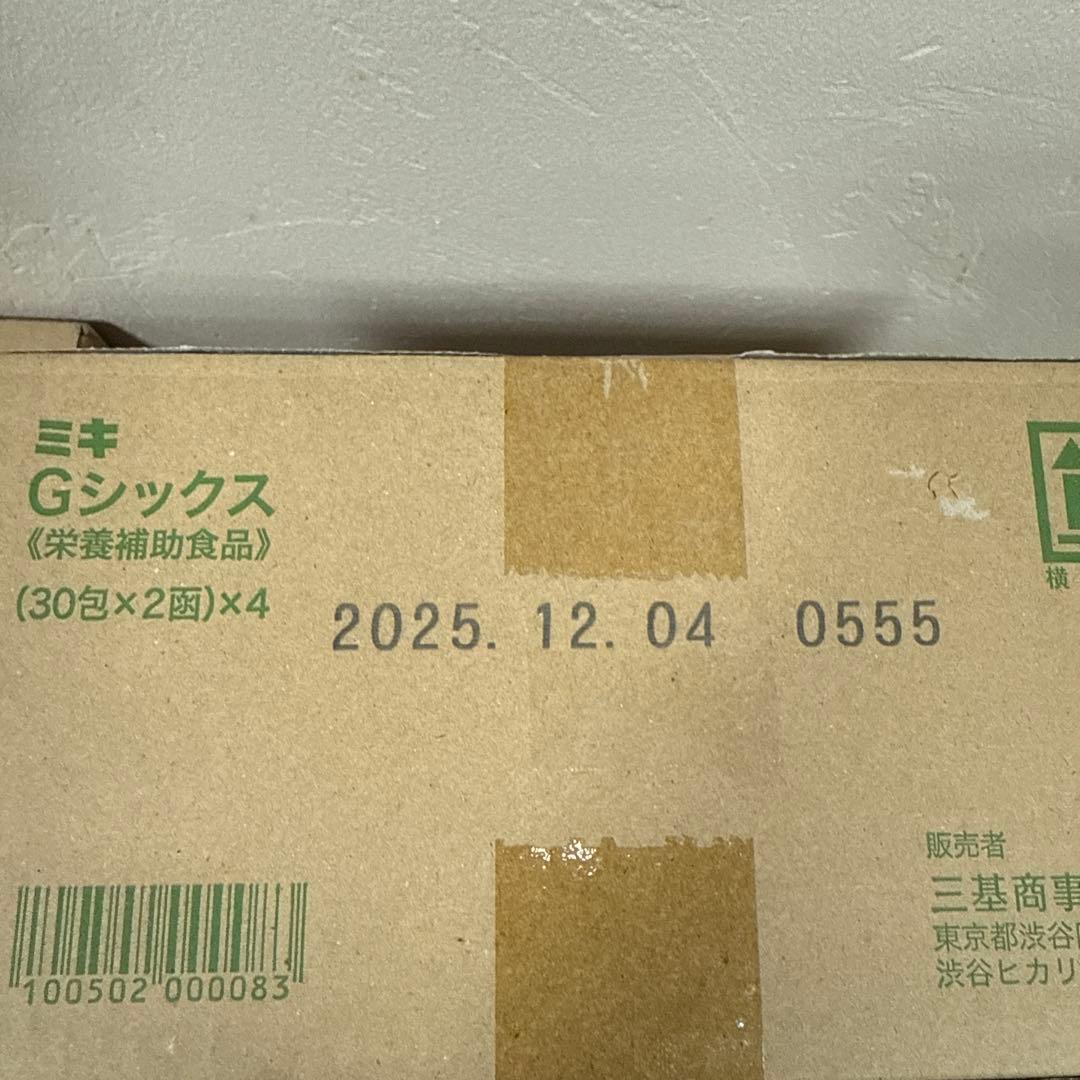 ミキ
Gシックス
《栄養補助食品》
(30包×2函)×4
2025. 12. 04 0555
横
100502 000083
販売者
三基商事
東京都渋谷
渋谷ヒカリ